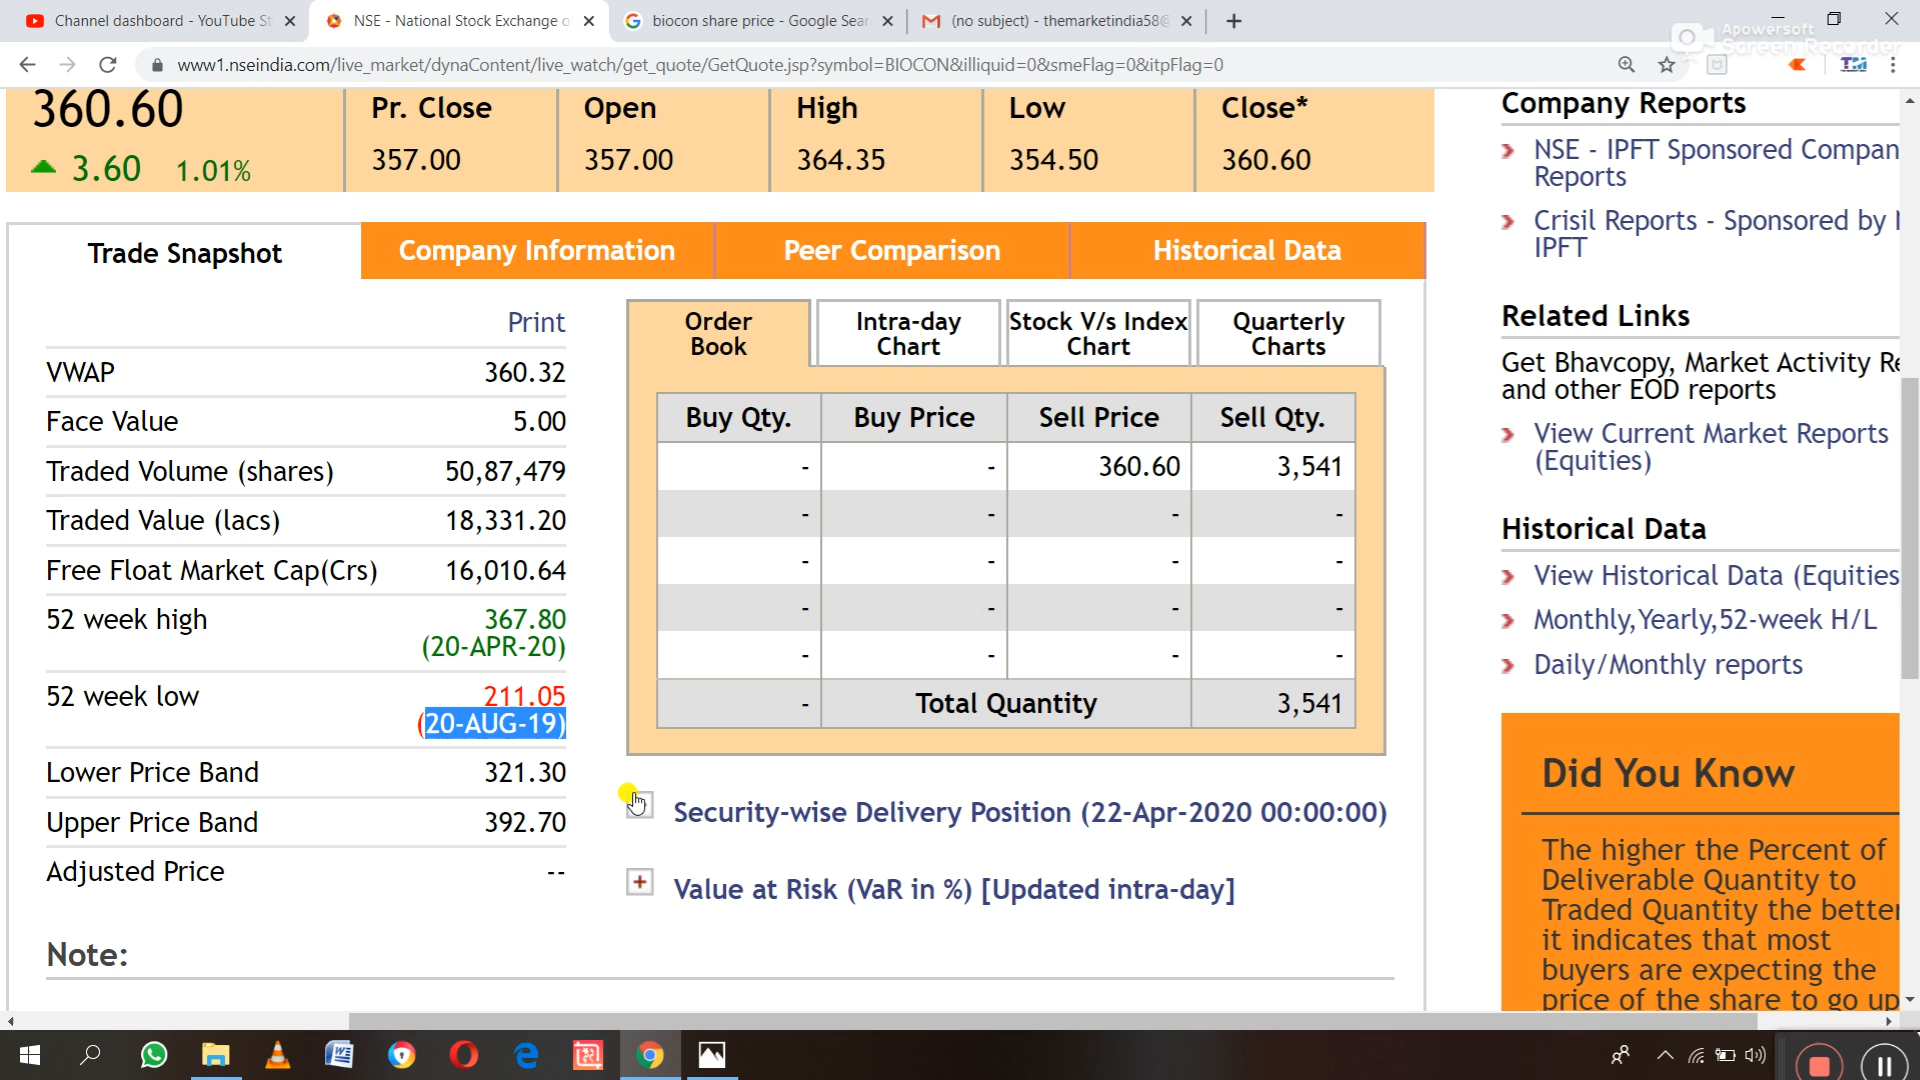 Channel dashboard - YouTube St
NSE - National Stock Exchange o
biocon share price - Google Sear
(no subject) - themarketindia58@
Apowersoft
Screen Recorder
www1.nseindia.com/live_market/dynaContent/live_watch/get_quote/GetQuote.jsp?symbol=BIOCON&illiquid=0&smeFlag=0&itpFlag=0
360.60
3.60 1.01%
Pr. Close
357.00
Open
357.00
High
364.35
Low
354.50
Close*
360.60
Trade Snapshot
Company Information
Peer Comparison
Historical Data
Print
VWAP 360.32
Face Value 5.00
Traded Volume (shares) 50,87,479
Traded Value (lacs) 18,331.20
Free Float Market Cap(Crs) 16,010.64
52 week high 367.80
(20-APR-20)
52 week low 211.05
(20-AUG-19)
Lower Price Band 321.30
Upper Price Band 392.70
Adjusted Price --
Note:
Order
Book
Intra-day
Chart
Stock V/s Index
Chart
Quarterly
Charts
Buy Qty. Buy Price Sell Price Sell Qty.
- - 360.60 3,541
- - - -
- - - -
- - - -
- - - -
- Total Quantity 3,541
Security-wise Delivery Position (22-Apr-2020 00:00:00)
+ Value at Risk (VaR in %) [Updated intra-day]
Company Reports
NSE - IPFT Sponsored Compan
Reports
Crisil Reports - Sponsored by N
IPFT
Related Links
Get Bhavcopy, Market Activity Re
and other EOD reports
View Current Market Reports
(Equities)
Historical Data
View Historical Data (Equities
Monthly,Yearly,52-week H/L
Daily/Monthly reports
Did You Know
The higher the Percent of
Deliverable Quantity to
Traded Quantity the better
it indicates that most
buyers are expecting the
price of the share to go up